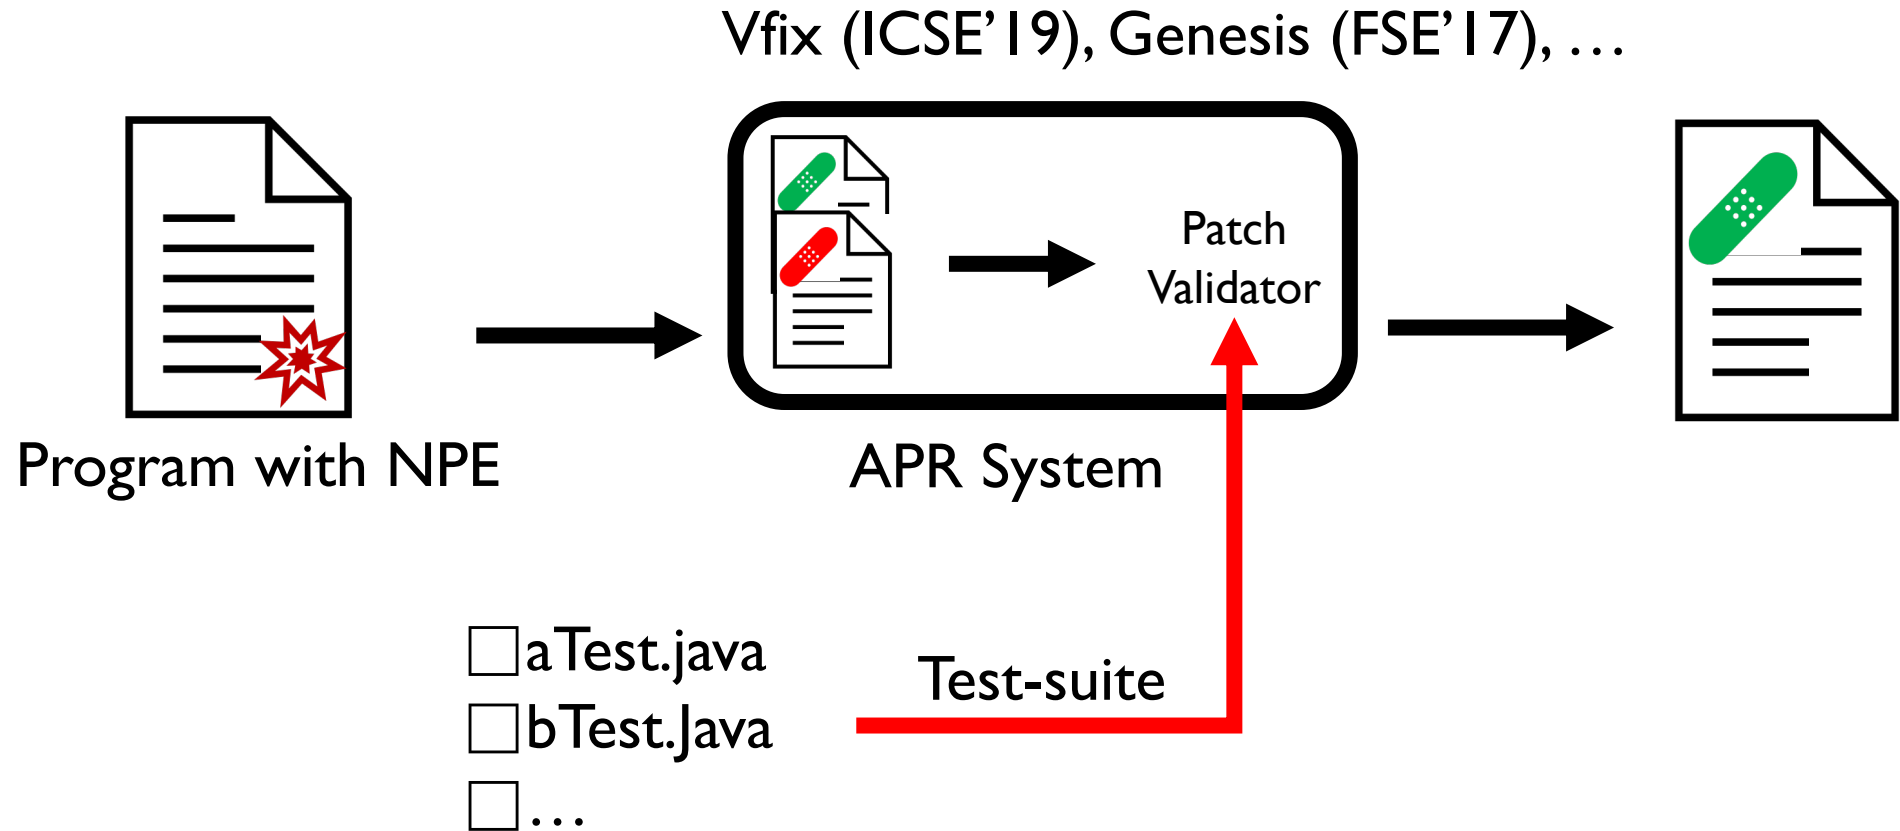 Vfix (ICSE’19), Genesis (FSE’17), …
Patch
Validator
Program with NPE
APR System
aTest.java
Test-suite
bTest.Java
…